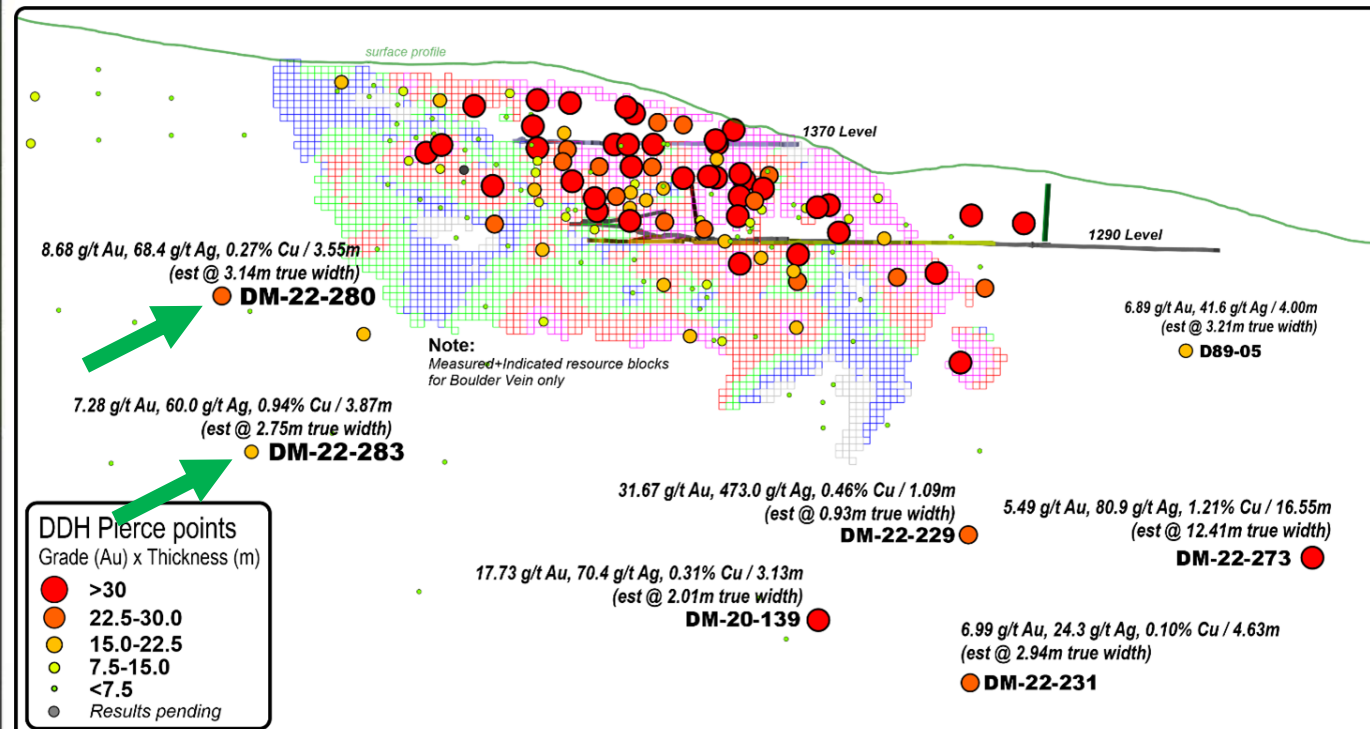 surface profile
1370 Level
1290 Level
8.68 g/t Au, 68.4 g/t Ag, 0.27% Cu / 3.55m
(est @ 3.14m true width)
DM-22-280
6.89 g/t Au, 41.6 g/t Ag / 4.00m
(est @ 3.21m true width)
D89-05
Note:
Measured+Indicated resource blocks
for Boulder Vein only
7.28 g/t Au, 60.0 g/t Ag, 0.94% Cu / 3.87m
(est @ 2.75m true width)
DM-22-283
31.67 g/t Au, 473.0 g/t Ag, 0.46% Cu / 1.09m
(est @ 0.93m true width)
DM-22-229
5.49 g/t Au, 80.9 g/t Ag, 1.21% Cu / 16.55m
(est @ 12.41m true width)
DM-22-273
17.73 g/t Au, 70.4 g/t Ag, 0.31% Cu / 3.13m
(est @ 2.01m true width)
DM-20-139
6.99 g/t Au, 24.3 g/t Ag, 0.10% Cu / 4.63m
(est @ 2.94m true width)
DM-22-231
DDH Pierce points
Grade (Au) x Thickness (m)
>30
22.5-30.0
15.0-22.5
7.5-15.0
<7.5
Results pending